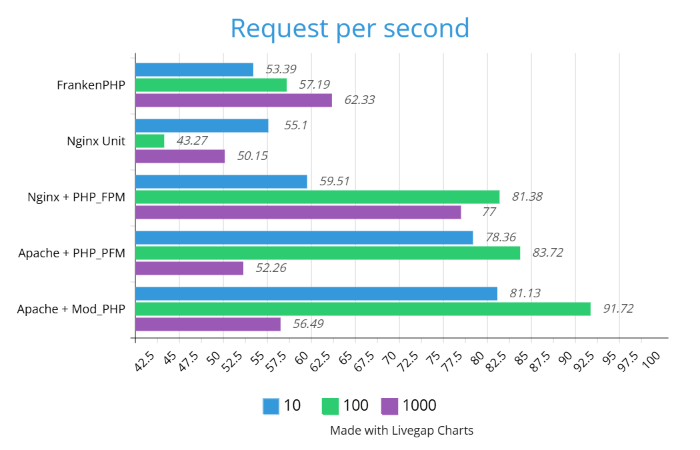 Request per second
FrankenPHP
53.39
57.19
62.33
Nginx Unit
55.1
43.27
50.15
Nginx + PHP_FPM
59.51
81.38
77
Apache + PHP_PFM
78.36
83.72
52.26
Apache + Mod_PHP
81.13
91.72
56.49
42.5 45 47.5 50 52.5 55 57.5 60 62.5 65 67.5 70 72.5 75 77.5 80 82.5 85 87.5 90 92.5 95 97.5 100
10 100 1000
Made with Livegap Charts